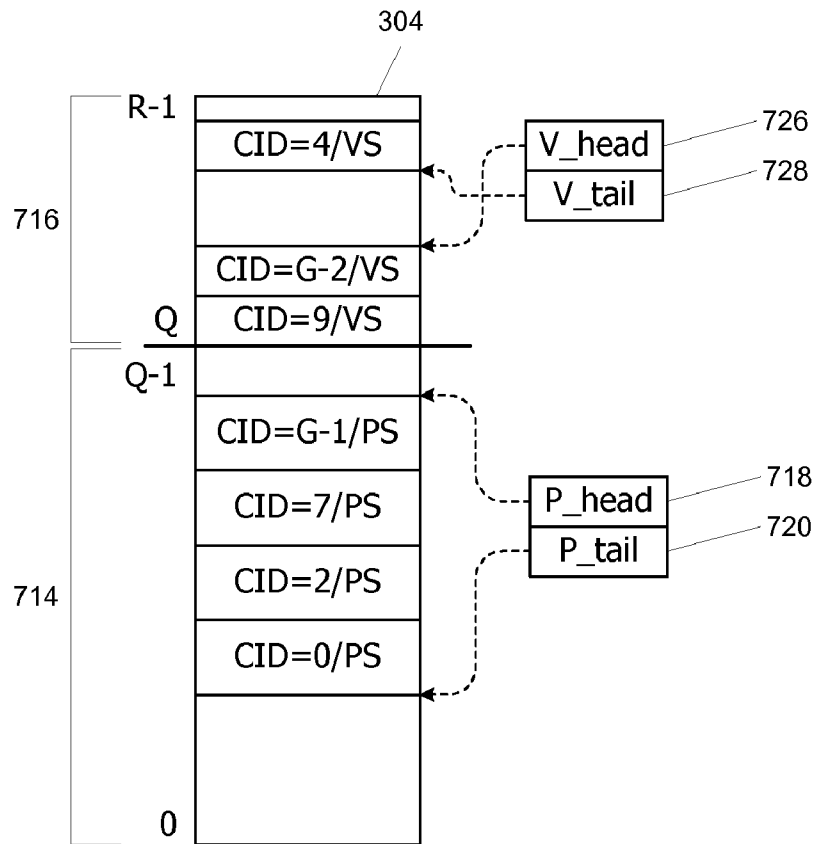 304
R-1
CID=4/VS
V_head
726
V_tail
728
716
CID=G-2/VS
Q
CID=9/VS
Q-1
CID=G-1/PS
CID=7/PS
P_head
718
P_tail
720
CID=2/PS
714
CID=0/PS
0